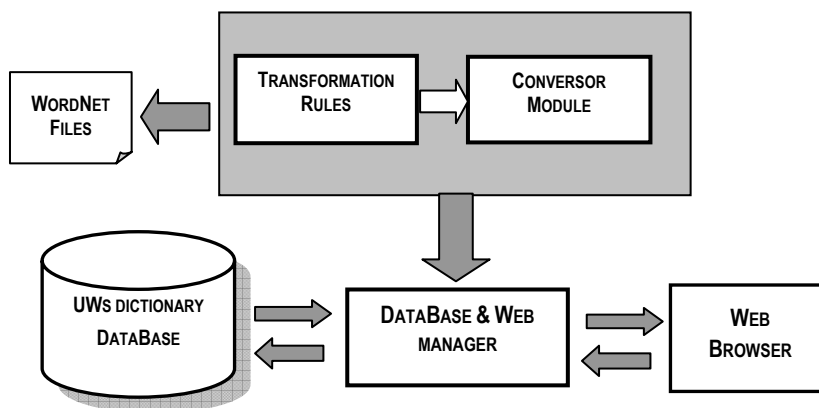 TRANSFORMATION
RULES
CONVERSOR
MODULE
WORDNET
FILES
UWS DICTIONARY
DATABASE
DATABASE & WEB
MANAGER
WEB
BROWSER